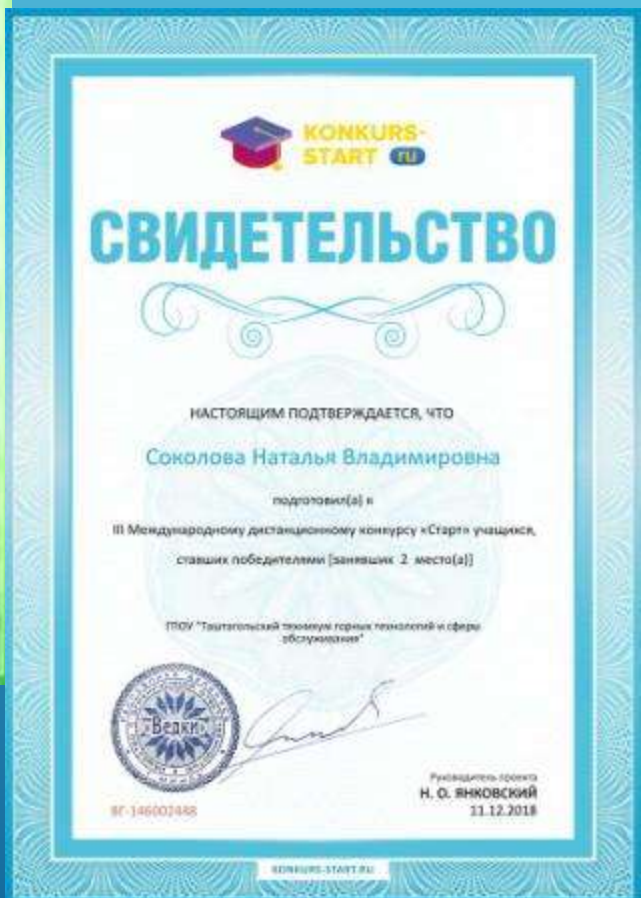 KONKURS-
START ru
СВИДЕТЕЛЬСТВО
НАСТОЯЩИМ ПОДТВЕРЖДАЕТСЯ, ЧТО
Соколова Наталья Владимировна
подготовил(а) к
III Международному дистанционному конкурсу «Старт» учащихся,
ставших победителями [занявших 2 место(а)]
ГПОУ "Таштагольский техникум горных технологий и сферы
обслуживания"
«Ведки»
Руководитель проекта
Н. О. ЯНКОВСКИЙ
ВГ-146002488
11.12.2018
KONKURS-START.RU